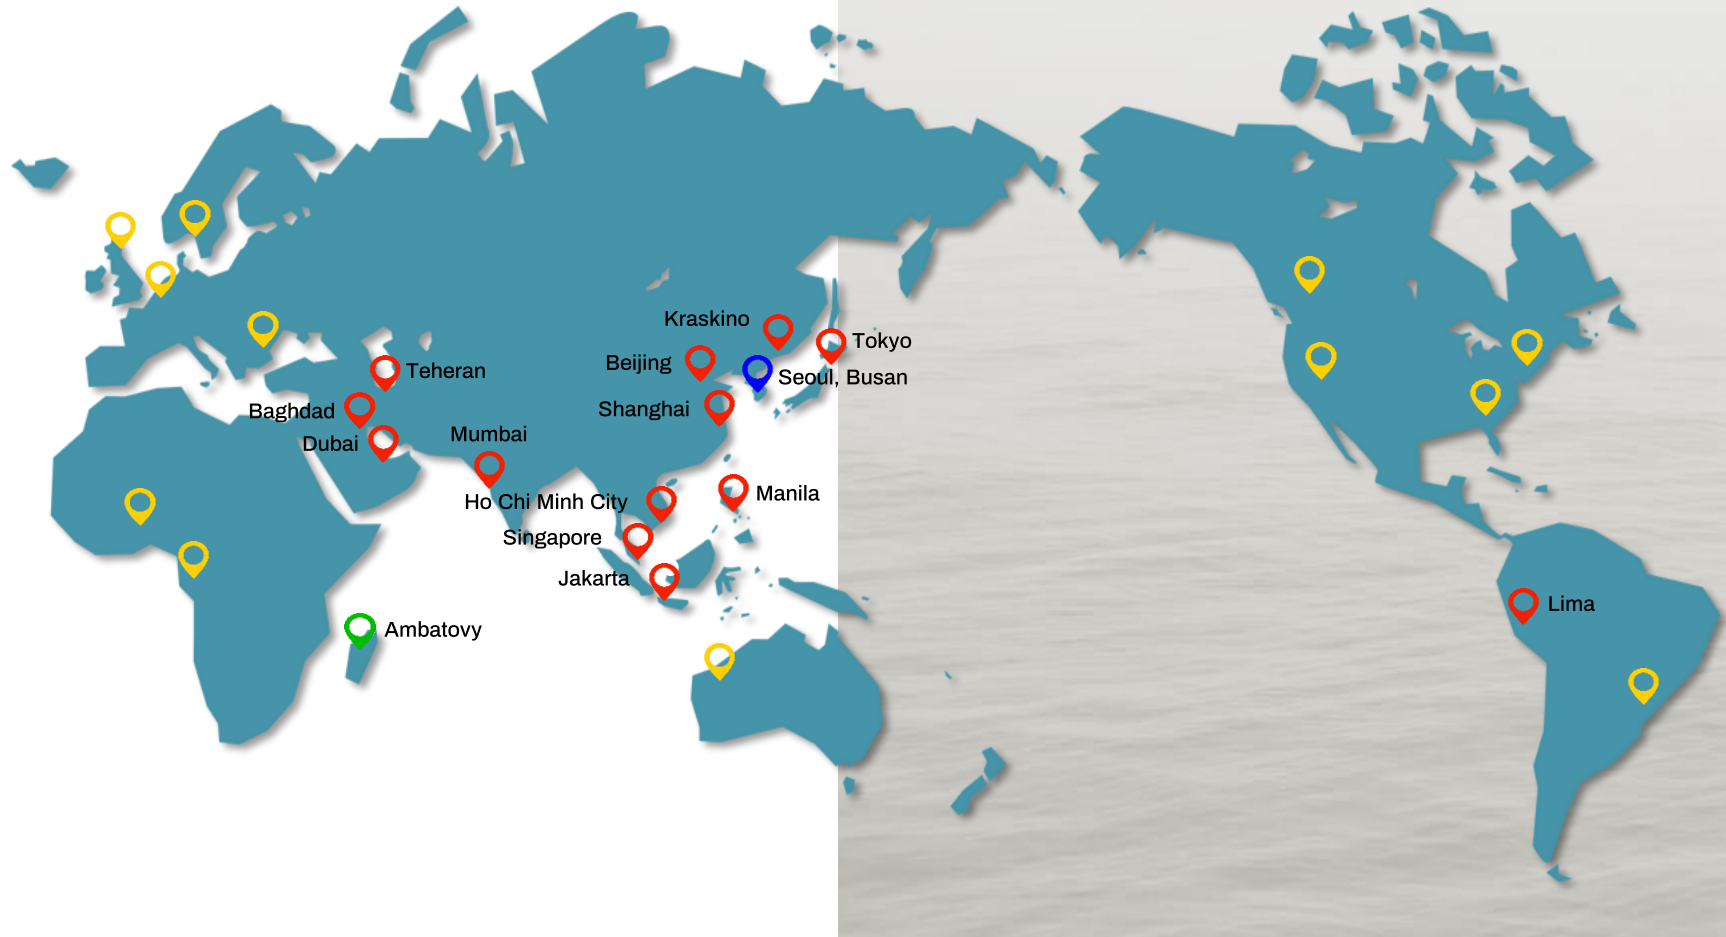 Kraskino
Tokyo
Beijing
Teheran
Seoul, Busan
Baghdad
Shanghai
Dubai
Mumbai
Ho Chi Minh City
Manila
Singapore
Jakarta
Lima
Ambatovy